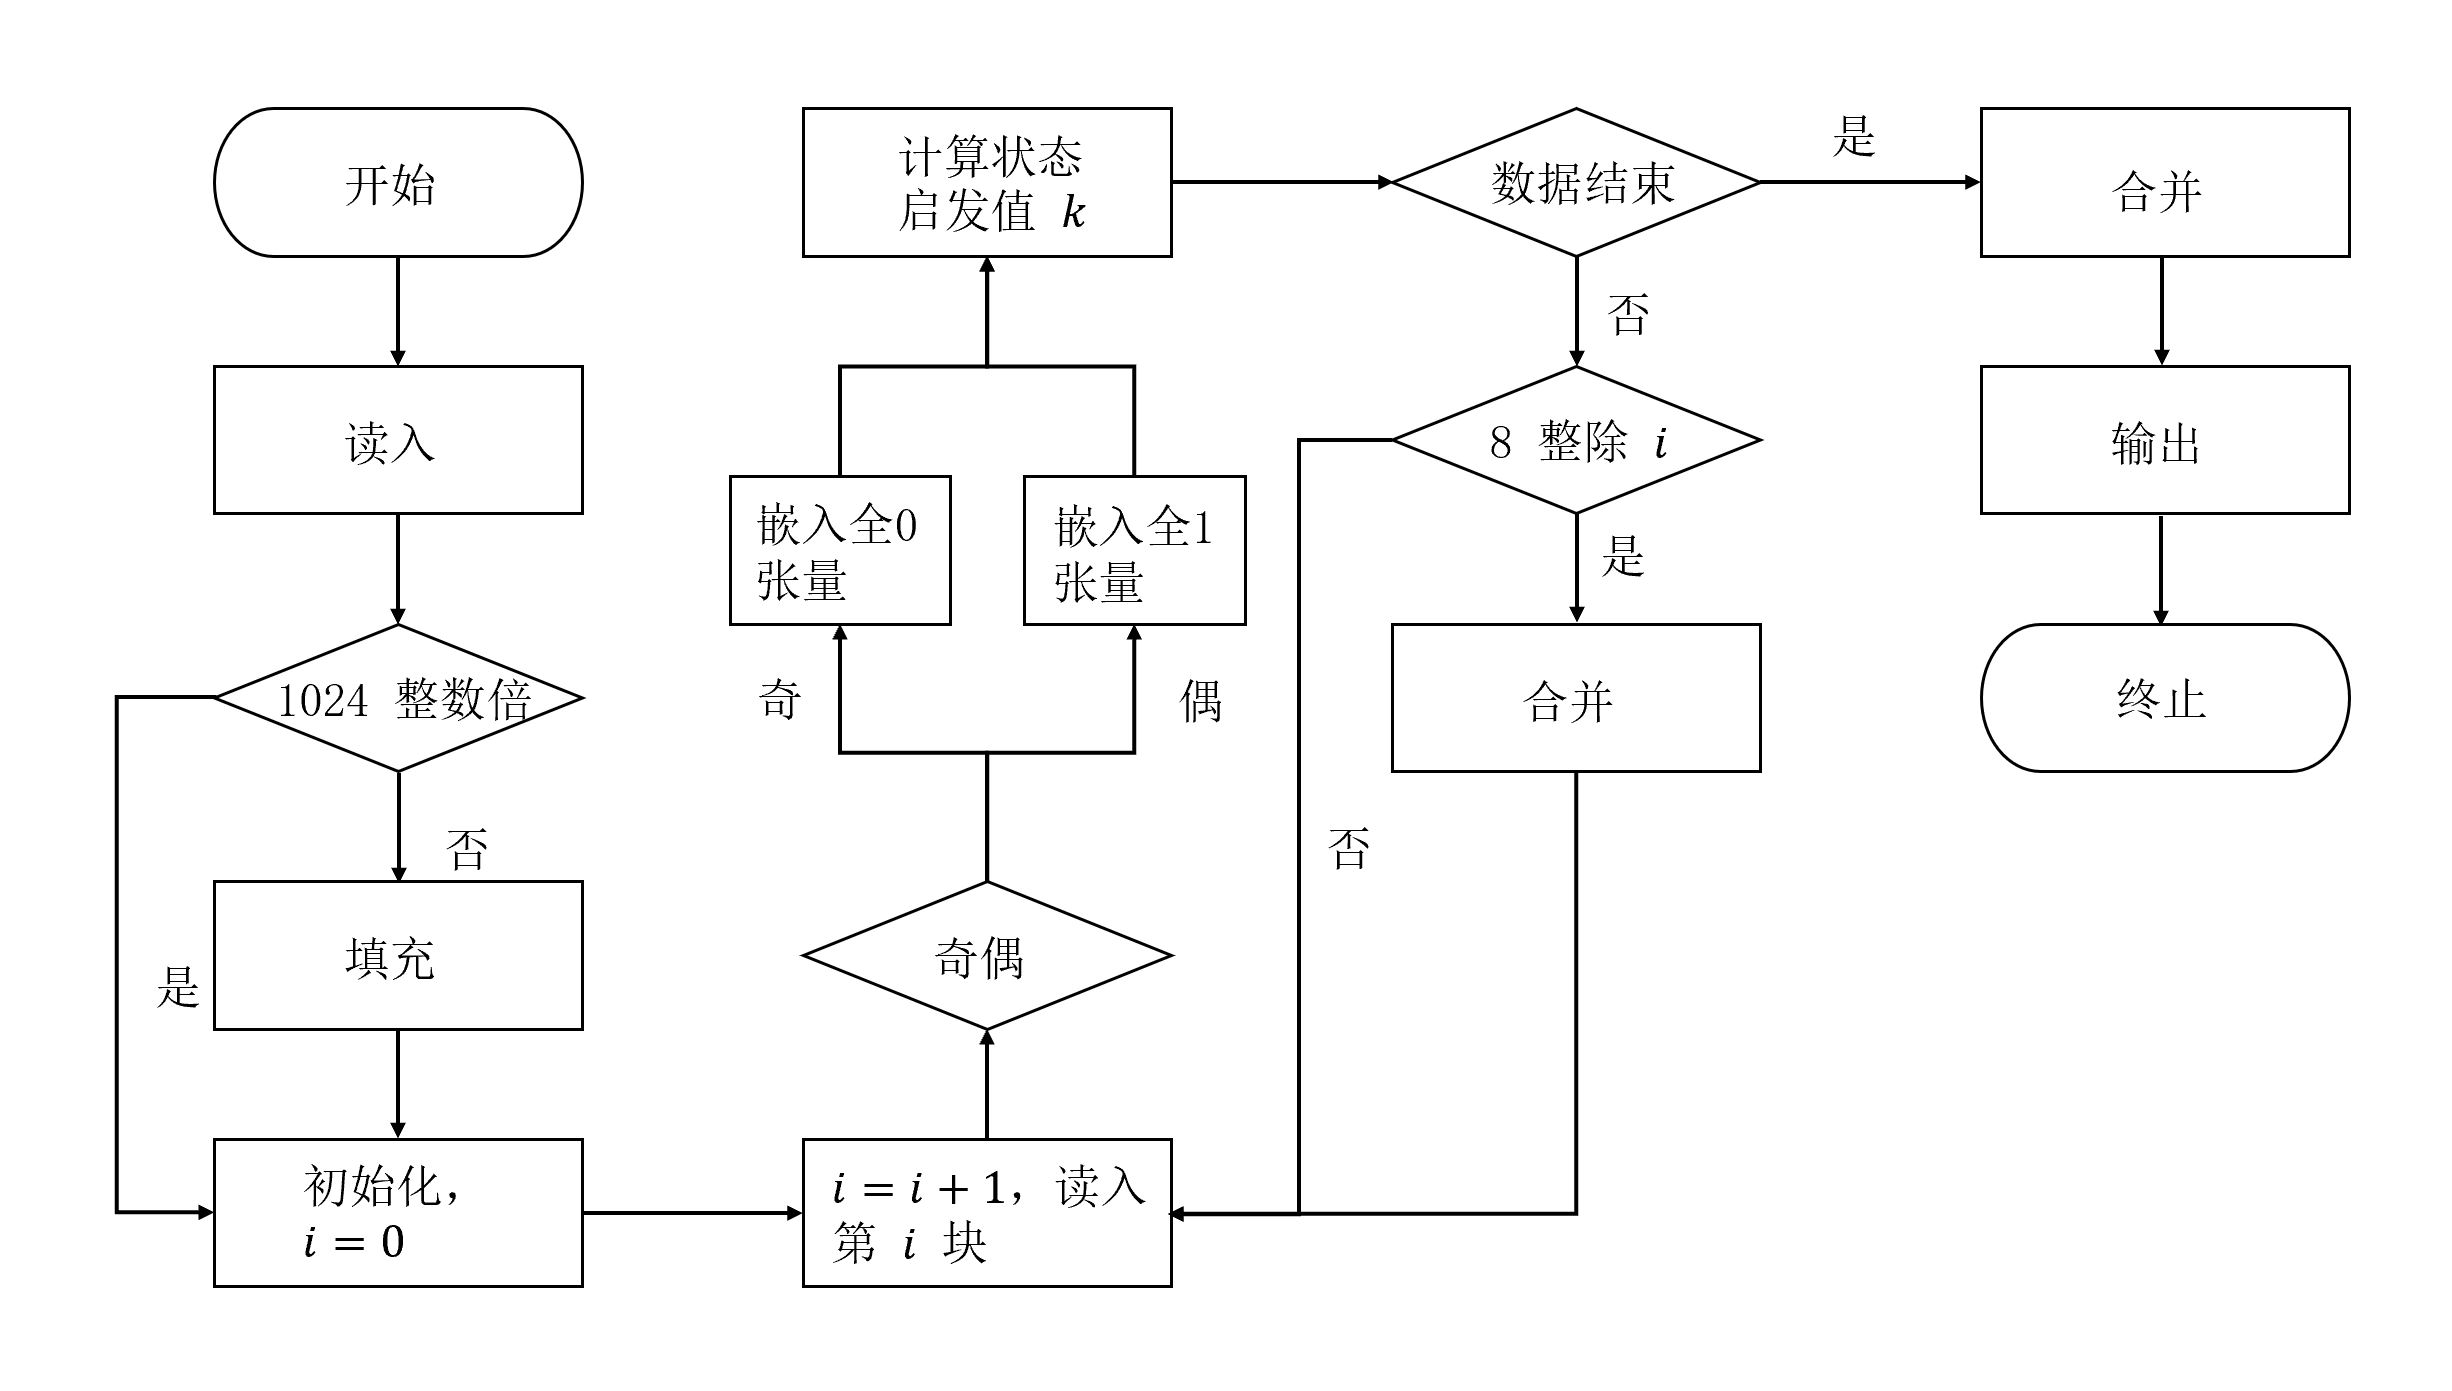 开始
读入
1024 整数倍
否
是
填充
初始化,
i = 0
i = i + 1, 读入
第 i 块
奇偶
奇
偶
嵌入全0
张量
嵌入全1
张量
计算状态
启发值 k
数据结束
是
否
8 整除 i
是
否
合并
合并
输出
终止